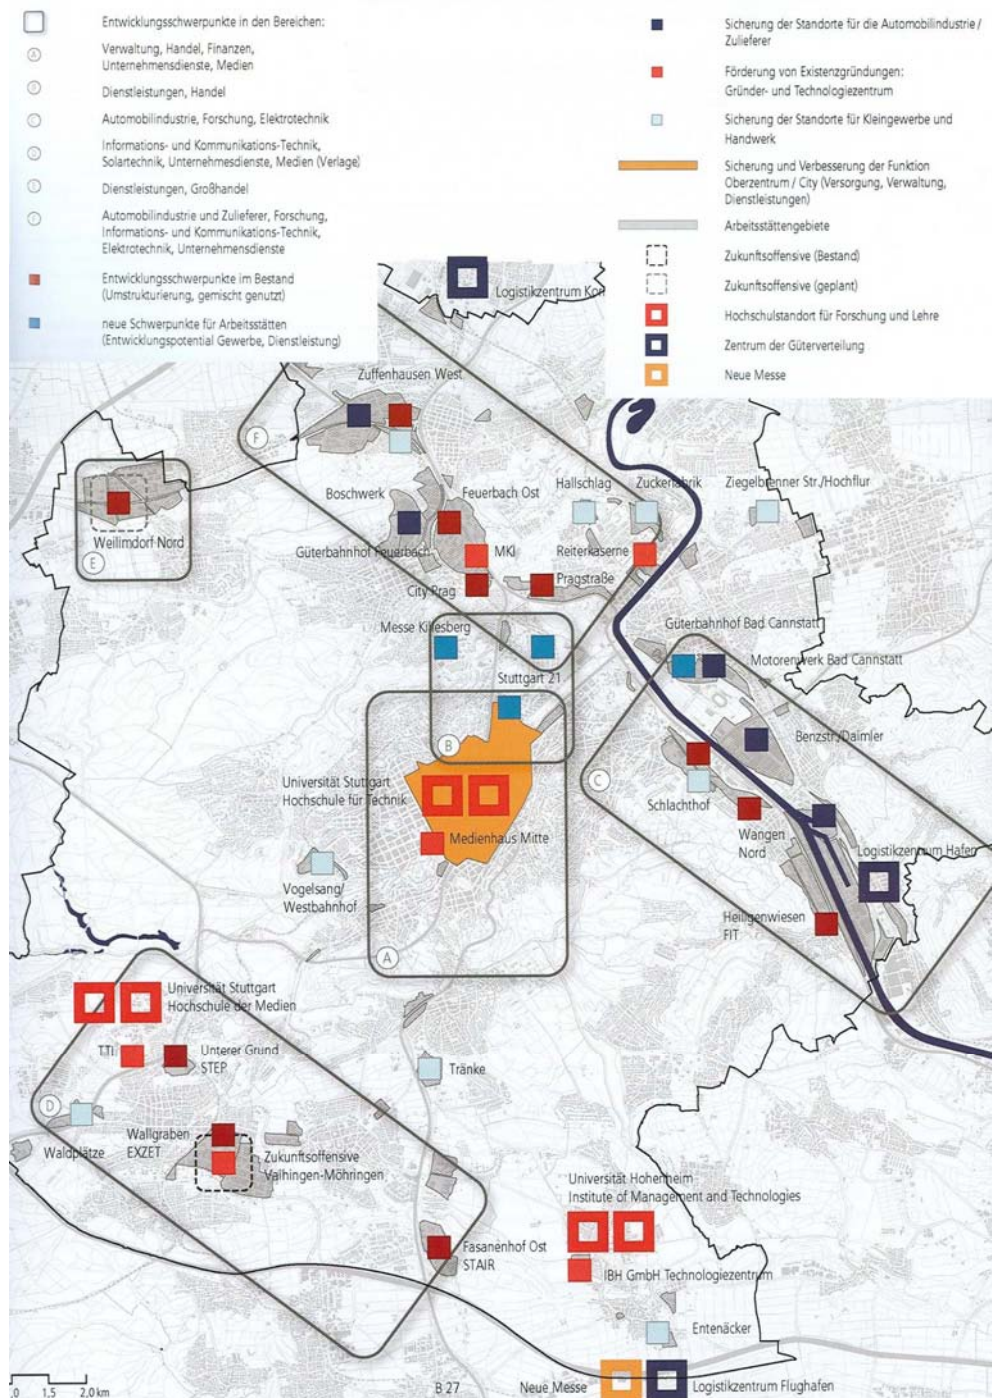 Entwicklungsschwerpunkte in den Bereichen:
A
Verwaltung, Handel, Finanzen,
Unternehmensdienste, Medien
B
Dienstleistungen, Handel
C
Automobilindustrie, Forschung, Elektrotechnik
D
Informations- und Kommunikations-Technik,
Solartechnik, Unternehmesdienste, Medien (Verlage)
E
Dienstleistungen, Großhandel
F
Automobilindustrie und Zulieferer, Forschung,
Informations- und Kommunikations-Technik,
Elektrotechnik, Unternehmensdienste
Entwicklungsschwerpunkte im Bestand
(Umstrukturierung, gemischt genutzt)
neue Schwerpunkte für Arbeitsstätten
(Entwicklungspotential Gewerbe, Dienstleistung)
Sicherung der Standorte für die Automobilindustrie /
Zulieferer
Förderung von Existenzgründungen:
Gründer- und Technologiezentrum
Sicherung der Standorte für Kleingewerbe und
Handwerk
Sicherung und Verbesserung der Funktion
Oberzentrum / City (Versorgung, Verwaltung,
Dienstleistungen)
Arbeitsstättengebiete
Zukunftsoffensive (Bestand)
Zukunftsoffensive (geplant)
Hochschulstandort für Forschung und Lehre
Zentrum der Güterverteilung
Neue Messe
Logistikzentrum Korn
Zuffenhausen West
F
Boschwerk
Feuerbach Ost
Hallschlag
Zuckerfabrik
Ziegelbrenner Str./Hochflur
Weilimdorf Nord
E
Güterbahnhof Feuerbach
MKI
Reiterkaserne
City Prag
Pragstraße
Messe Killesberg
Stuttgart 21
Güterbahnhof Bad Cannstatt
Motorenwerk Bad Cannstatt
B
Benzstr./Daimler
C
Universität Stuttgart
Hochschule für Technik
Schlachthof
Medienhaus Mitte
Wangen
Nord
Logistikzentrum Hafen
Vogelsang/
Westbahnhof
Heiligenwiesen
FIT
A
Universität Stuttgart
Hochschule der Medien
TTI
Unterer Grund
STEP
Tränke
D
Waldplätze
Wallgraben
EXZET
Zukunftsoffensive
Vaihingen-Möhringen
Universität Hohenheim
Institute of Management and Technologies
Fasanenhof Ost
STAIR
IBH GmbH Technologiezentrum
Entenäcker
1,5
2,0 km
B 27
Neue Messe
Logistikzentrum Flughafen